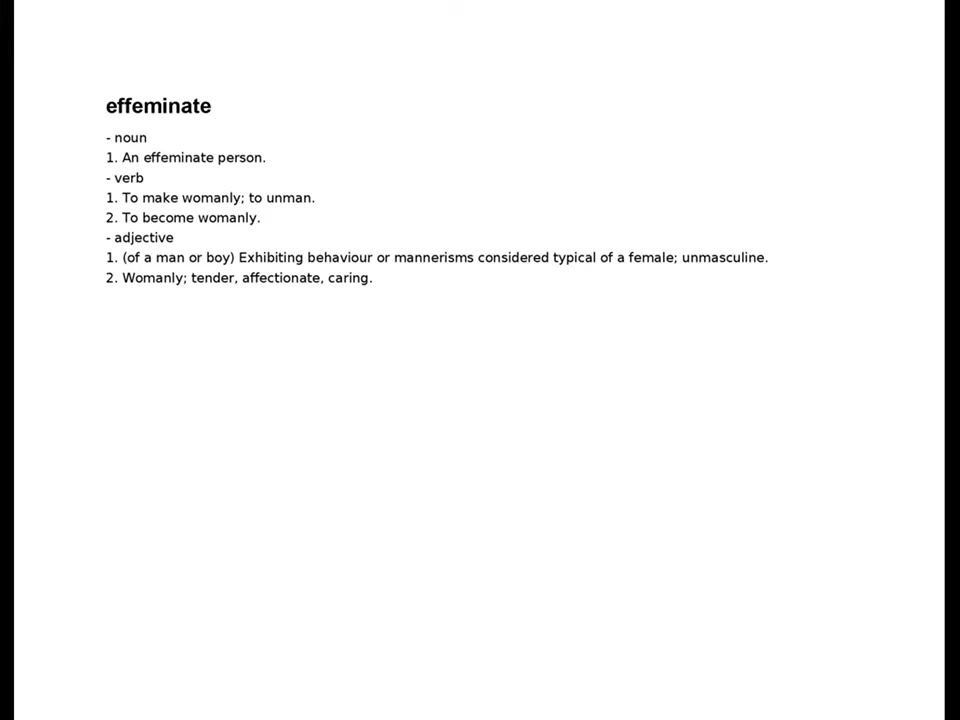 effeminate
- noun
1. An effeminate person.
- verb
1. To make womanly; to unman.
2. To become womanly.
- adjective
1. (of a man or boy) Exhibiting behaviour or mannerisms considered typical of a female; unmasculine.
2. Womanly; tender, affectionate, caring.